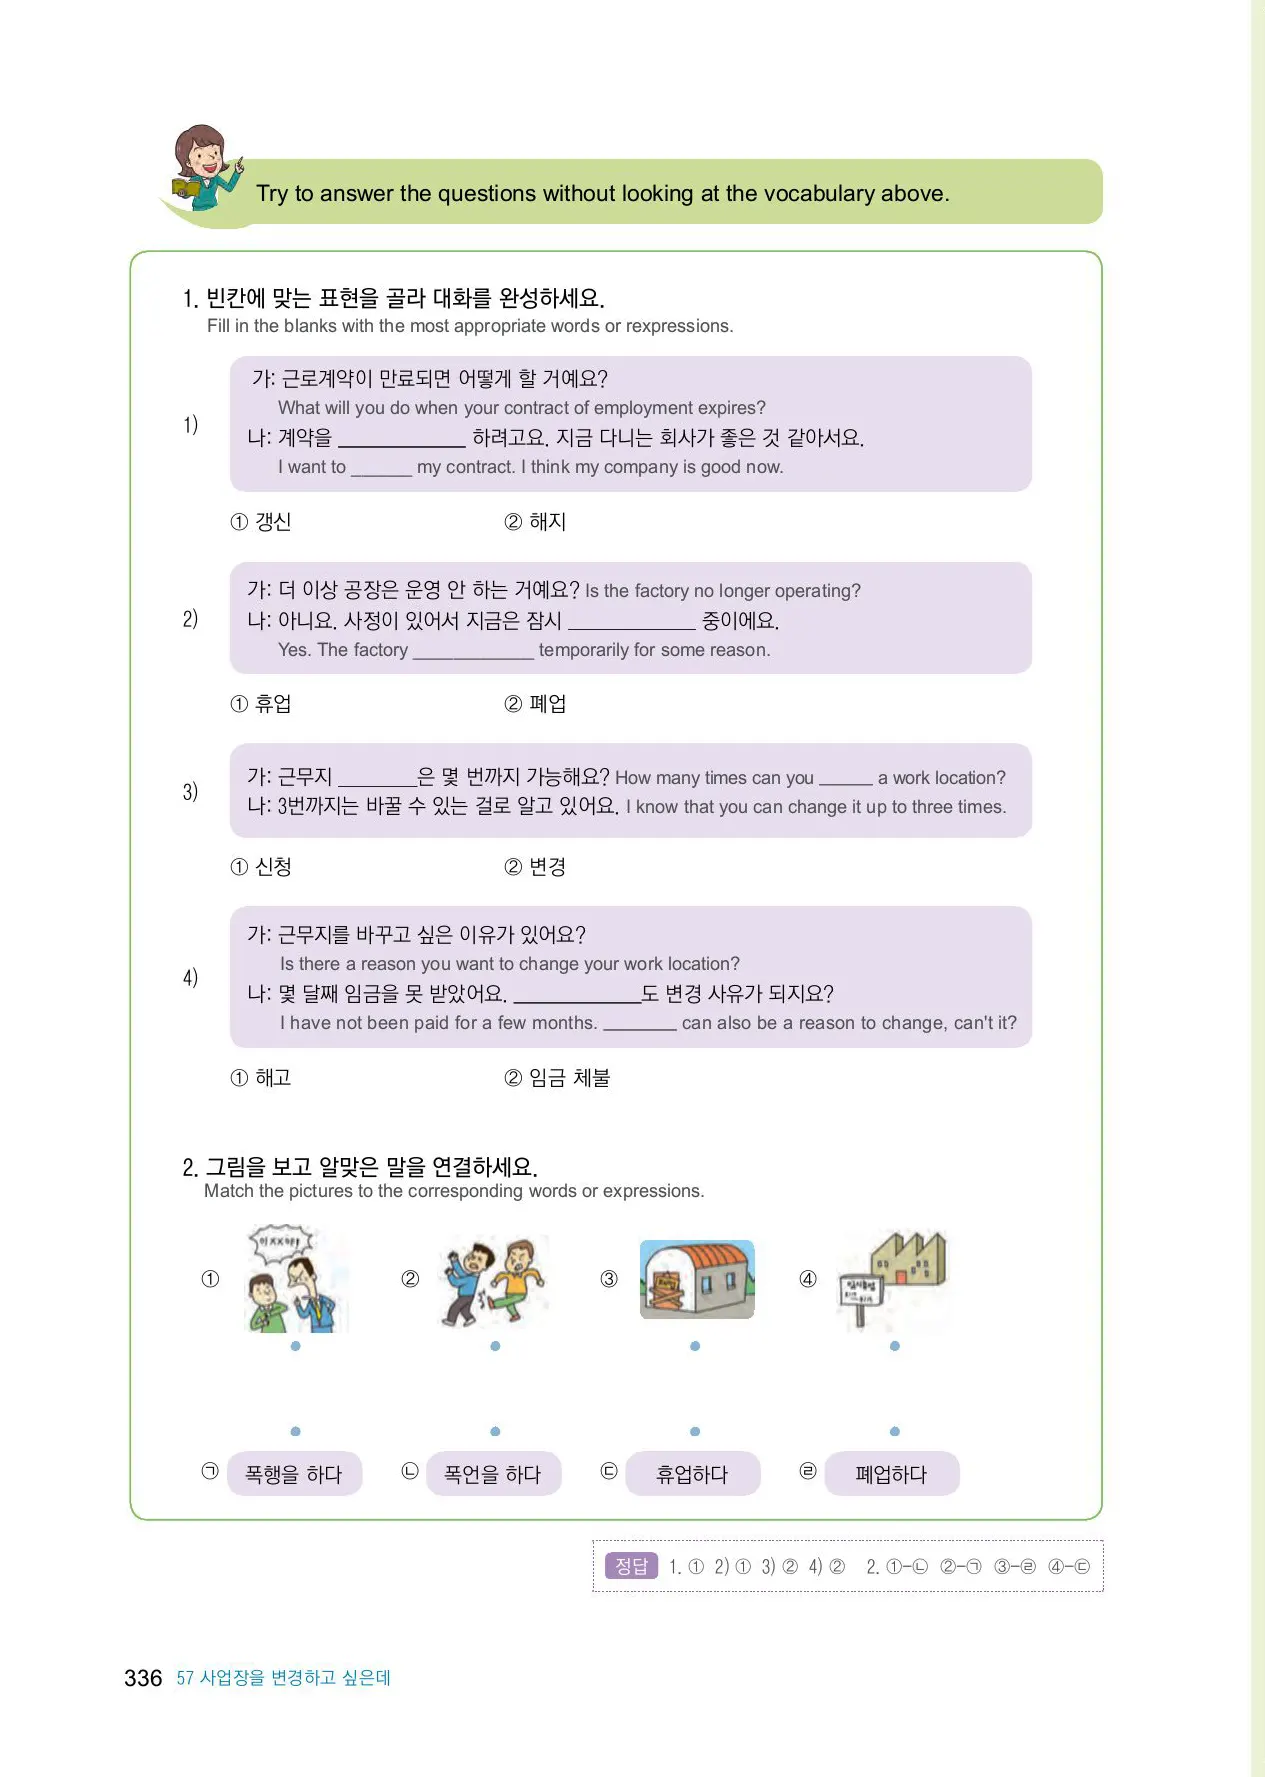 Try to answer the questions without looking at the vocabulary above.
1. 빈칸에 맞는 표현을 골라 대화를 완성하세요.
Fill in the blanks with the most appropriate words or rexpressions.
1)
가: 근로계약이 만료되면 어떻게 할 거예요?
What will you do when your contract of employment expires?
나: 계약을 ____________ 하려고요. 지금 다니는 회사가 좋은 것 같아서요.
I want to ______ my contract. I think my company is good now.
① 갱신 ② 해지
2)
가: 더 이상 공장은 운영 안 하는 거예요? Is the factory no longer operating?
나: 아니요. 사정이 있어서 지금은 잠시 ____________ 중이에요.
Yes. The factory ____________ temporarily for some reason.
① 휴업 ② 폐업
3)
가: 근무지 ________은 몇 번까지 가능해요? How many times can you ______ a work location?
나: 3번까지는 바꿀 수 있는 걸로 알고 있어요. I know that you can change it up to three times.
① 신청 ② 변경
4)
가: 근무지를 바꾸고 싶은 이유가 있어요?
Is there a reason you want to change your work location?
나: 몇 달째 임금을 못 받았어요. ____________도 변경 사유가 되지요?
I have not been paid for a few months. ________ can also be a reason to change, can't it?
① 해고 ② 임금 체불
2. 그림을 보고 알맞은 말을 연결하세요.
Match the pictures to the corresponding words or expressions.
이XX야!
① ② ③ ④
㉠ 폭행을 하다 ㉡ 폭언을 하다 ㉢ 휴업하다 ㉣ 폐업하다
정답 1. ① 2) ① 3) ② 4) ② 2. ①-㉡ ②-㉠ ③-㉣ ④-㉢
336 57 사업장을 변경하고 싶은데